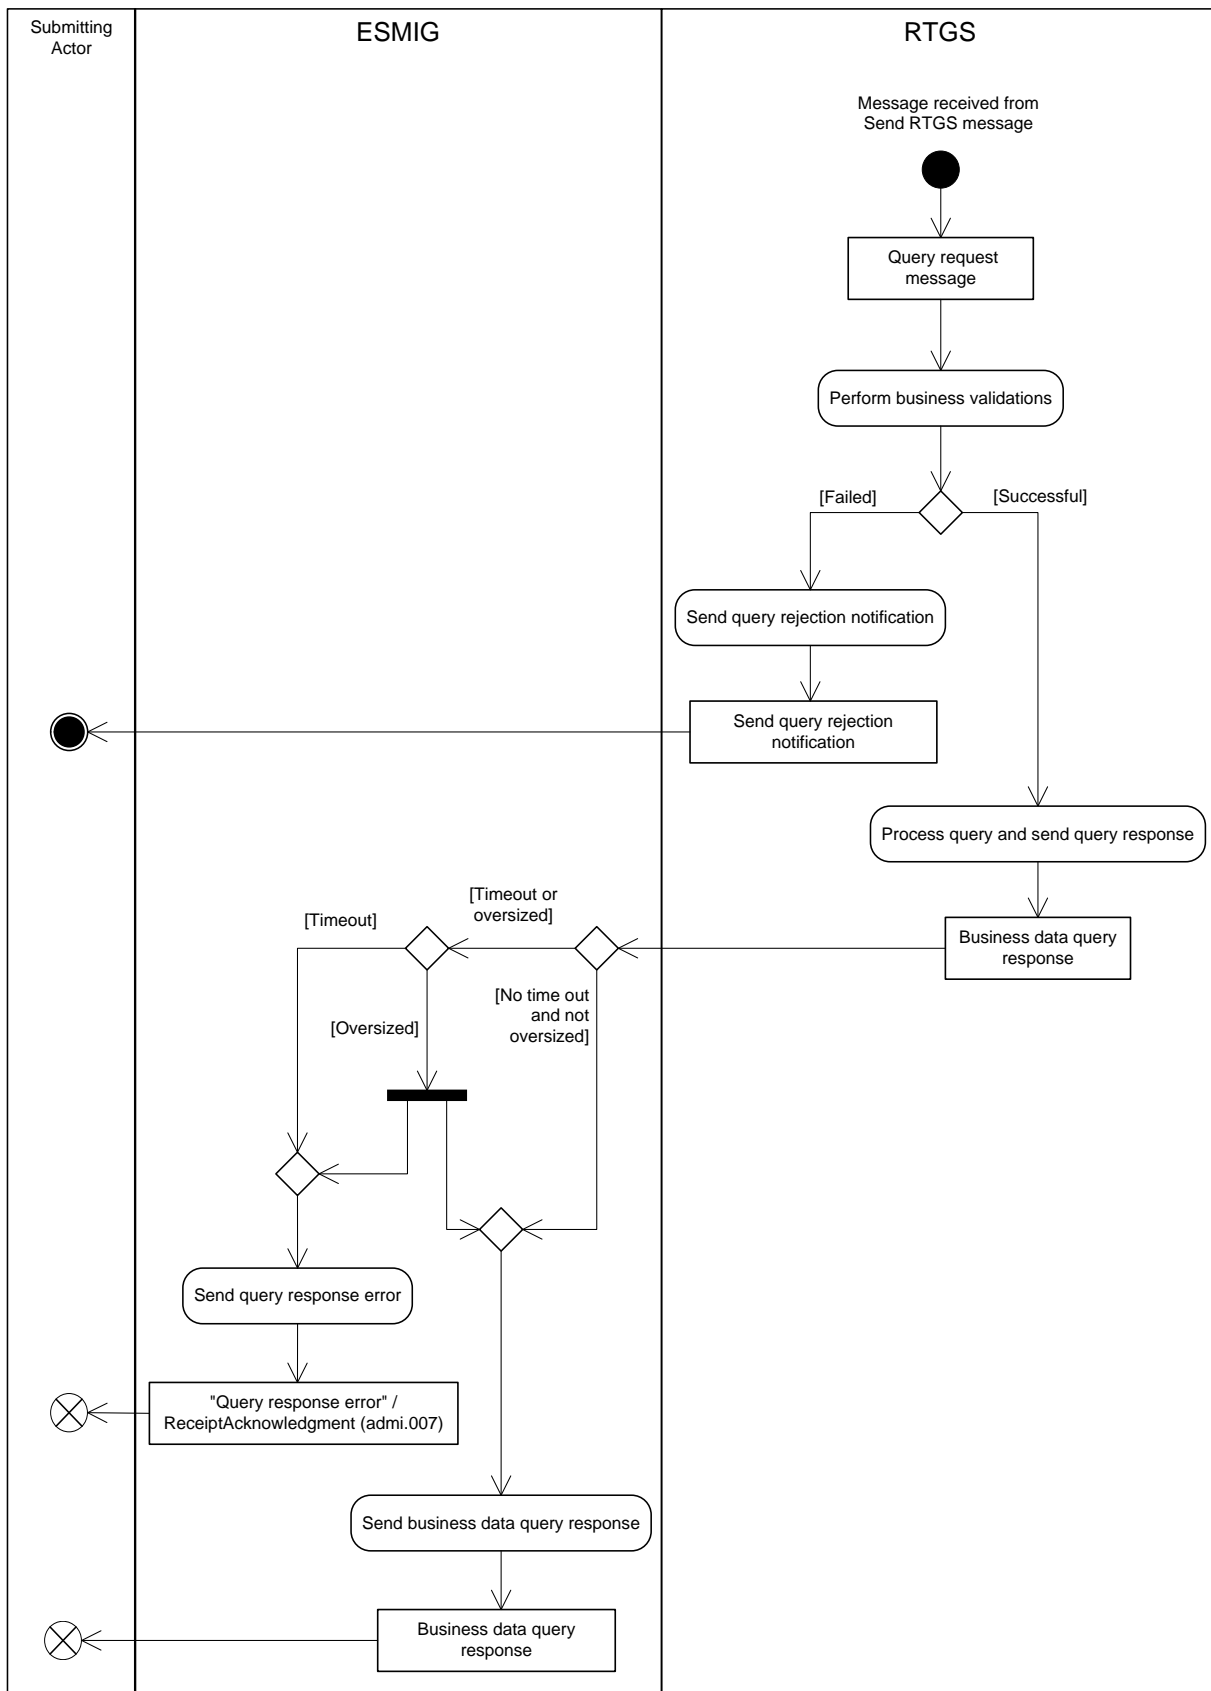 Submitting
Actor
ESMIG
RTGS
Message received from
Send RTGS message
Query request
message
Perform business validations
[Failed]
[Successful]
Send query rejection notification
Send query rejection
notification
Process query and send query response
Business data query
response
[Timeout or
oversized]
[Timeout]
[No time out
and not
oversized]
[Oversized]
Send query response error
"Query response error" /
ReceiptAcknowledgment (admi.007)
Send business data query response
Business data query
response